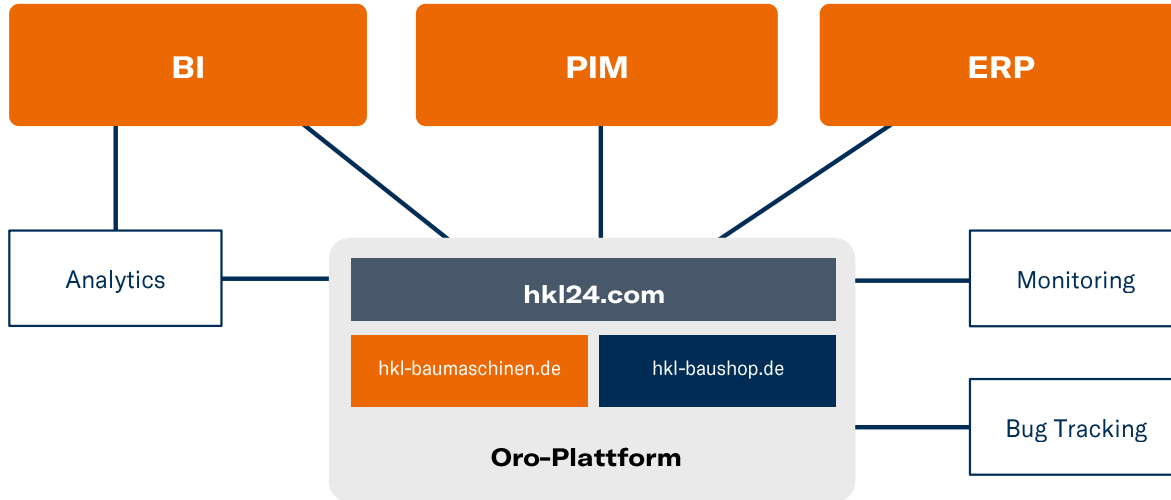 BI
PIM
ERP
Analytics
hkl24.com
Monitoring
hkl-baumaschinen.de
hkl-baushop.de
Bug Tracking
Oro-Plattform